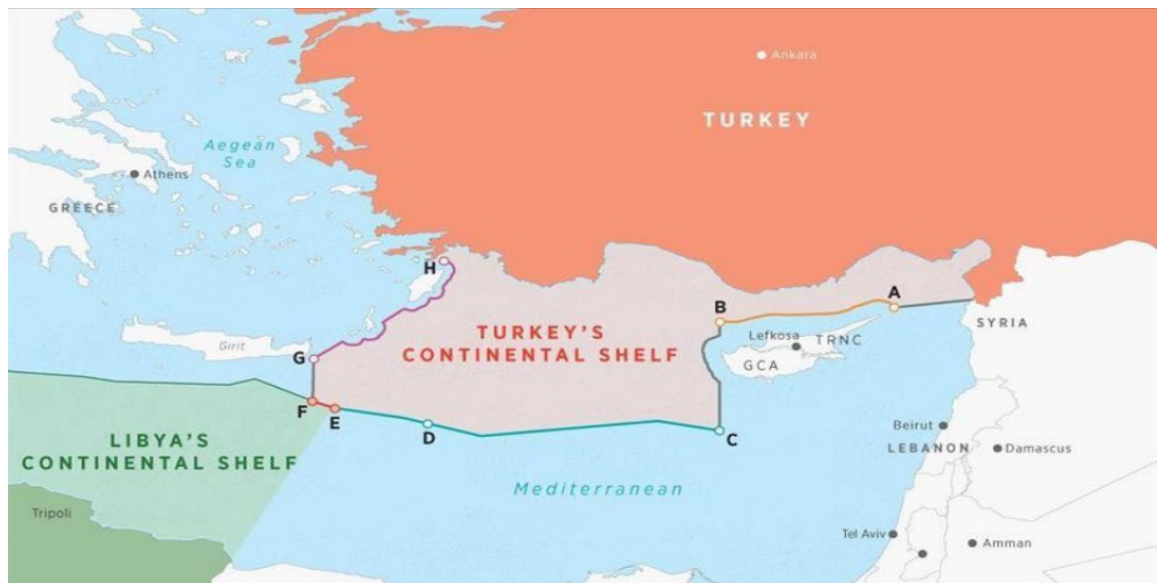 Ankara
TURKEY
Aegean
Sea
Athens
GREECE
H
A
B
SYRIA
TURKEY'S
CONTINENTAL SHELF
Lefkosa
TRNC
GCA
Girit
G
F
E
D
C
LIBYA'S
CONTINENTAL SHELF
Beirut
LEBANON
Damascus
Mediterranean
Tripoli
Tel Aviv
Amman